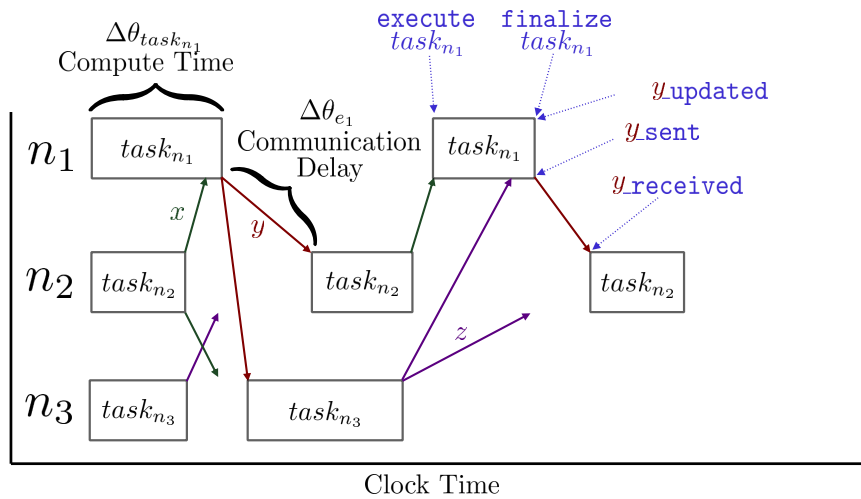 Δθ_{task_{n_1}}
Compute Time
execute
task_{n_1}
finalize
task_{n_1}
y_updated
Δθ_{e_1}
Communication
Delay
n_1
task_{n_1}
task_{n_1}
y_sent
x
y
y_received
n_2
task_{n_2}
task_{n_2}
task_{n_2}
z
n_3
task_{n_3}
task_{n_3}
Clock Time